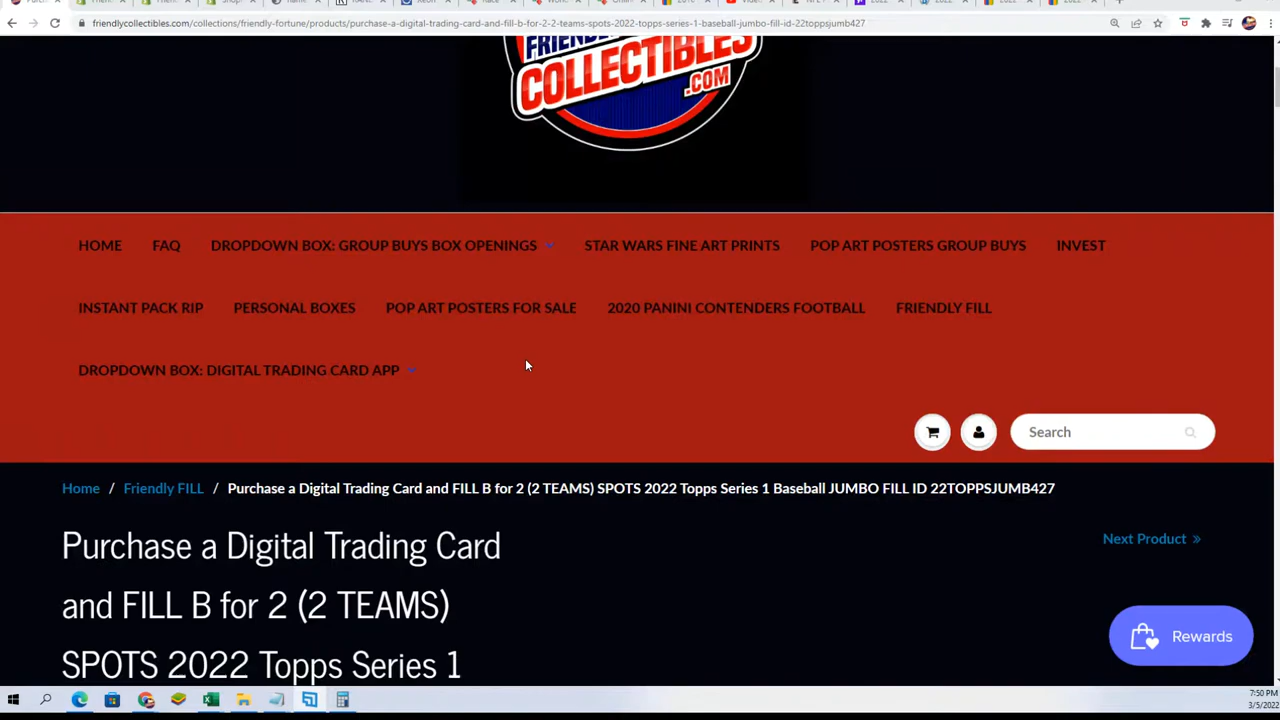 friendlycollectibles.com/collections/friendly-fortune/products/purchase-a-digital-trading-card-and-fill-b-for-2-2-teams-spots-2022-topps-series-1-baseball-jumbo-fill-id-22toppsjumb427
FRIENDLY
COLLECTIBLES
.COM
HOME FAQ DROPDOWN BOX: GROUP BUYS BOX OPENINGS STAR WARS FINE ART PRINTS POP ART POSTERS GROUP BUYS INVEST
INSTANT PACK RIP PERSONAL BOXES POP ART POSTERS FOR SALE 2020 PANINI CONTENDERS FOOTBALL FRIENDLY FILL
DROPDOWN BOX: DIGITAL TRADING CARD APP
Search
Home / Friendly FILL / Purchase a Digital Trading Card and FILL B for 2 (2 TEAMS) SPOTS 2022 Topps Series 1 Baseball JUMBO FILL ID 22TOPPSJUMB427
Purchase a Digital Trading Card
and FILL B for 2 (2 TEAMS)
SPOTS 2022 Topps Series 1
Next Product »
Rewards
7:50 PM
3/5/2022